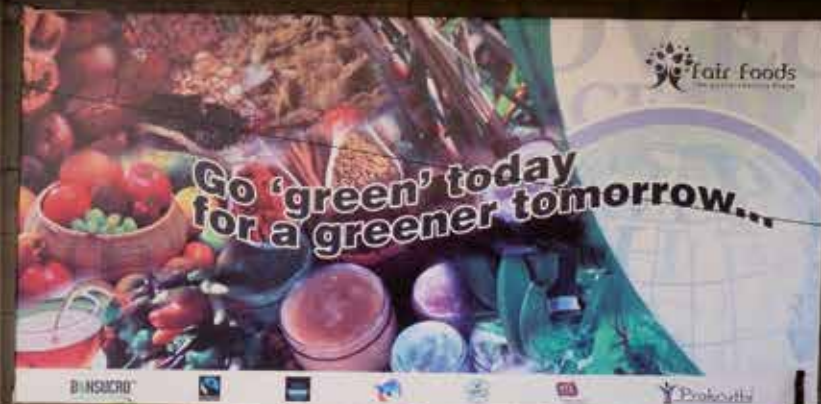 fair foods
Go 'green' today
for a greener tomorrow...
BONSUCRO
Prakruthi